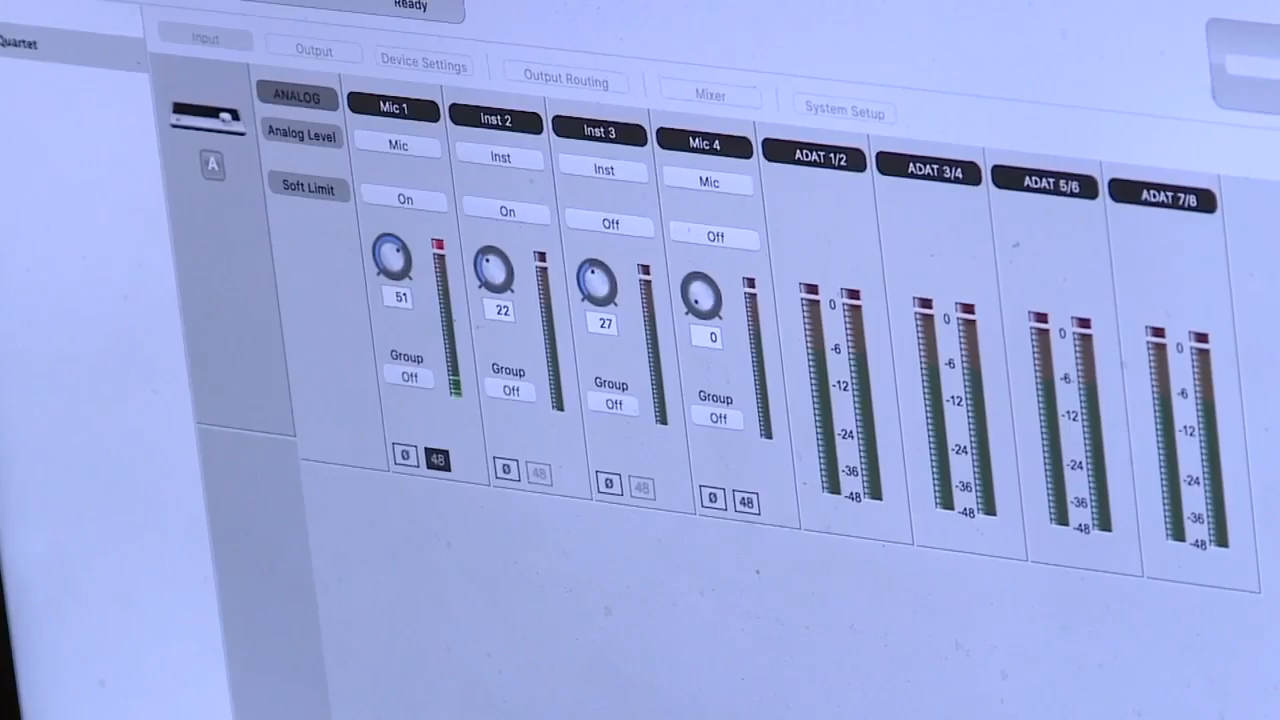 Ready
Quartet
Input Output Device Settings Output Routing Mixer System Setup
ANALOG Mic 1 Inst 2 Inst 3 Mic 4 ADAT 1/2 ADAT 3/4 ADAT 5/6 ADAT 7/8
Analog Level Mic Inst Inst Mic
A
Soft Limit On On Off Off
51 22 27 0
Group Group Group Group
Off Off Off Off
Ø 48 Ø 48 Ø 48 Ø 48
0 0 0 0
-6 -6 -6 -6
-12 -12 -12 -12
-24 -24 -24 -24
-36 -36 -36 -36
-48 -48 -48 -48